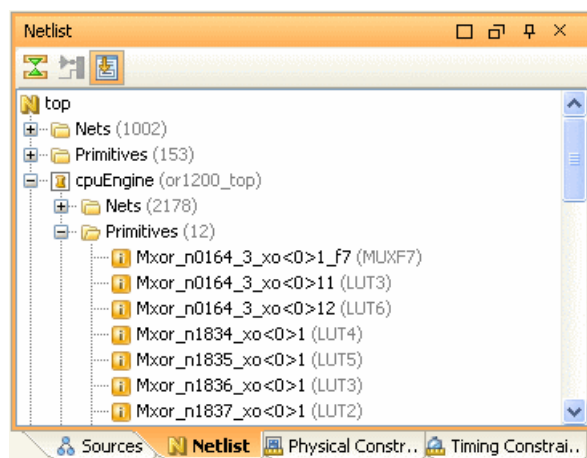 Netlist
top
Nets (1002)
Primitives (153)
cpuEngine (or1200_top)
Nets (2178)
Primitives (12)
Mxor_n0164_3_xo<0>1_f7 (MUXF7)
Mxor_n0164_3_xo<0>11 (LUT3)
Mxor_n0164_3_xo<0>12 (LUT6)
Mxor_n1834_xo<0>1 (LUT4)
Mxor_n1835_xo<0>1 (LUT5)
Mxor_n1836_xo<0>1 (LUT3)
Mxor_n1837_xo<0>1 (LUT2)
Sources Netlist Physical Constr.. Timing Constrai..